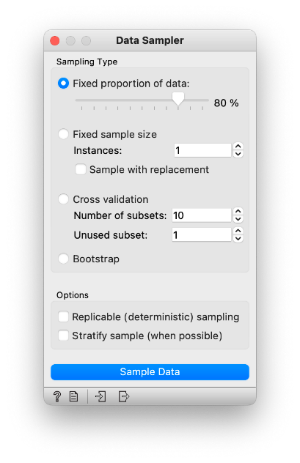 Data Sampler
Sampling Type
Fixed proportion of data:
80 %
Fixed sample size
Instances: 1
Sample with replacement
Cross validation
Number of subsets: 10
Unused subset: 1
Bootstrap
Options
Replicable (deterministic) sampling
Stratify sample (when possible)
Sample Data
?